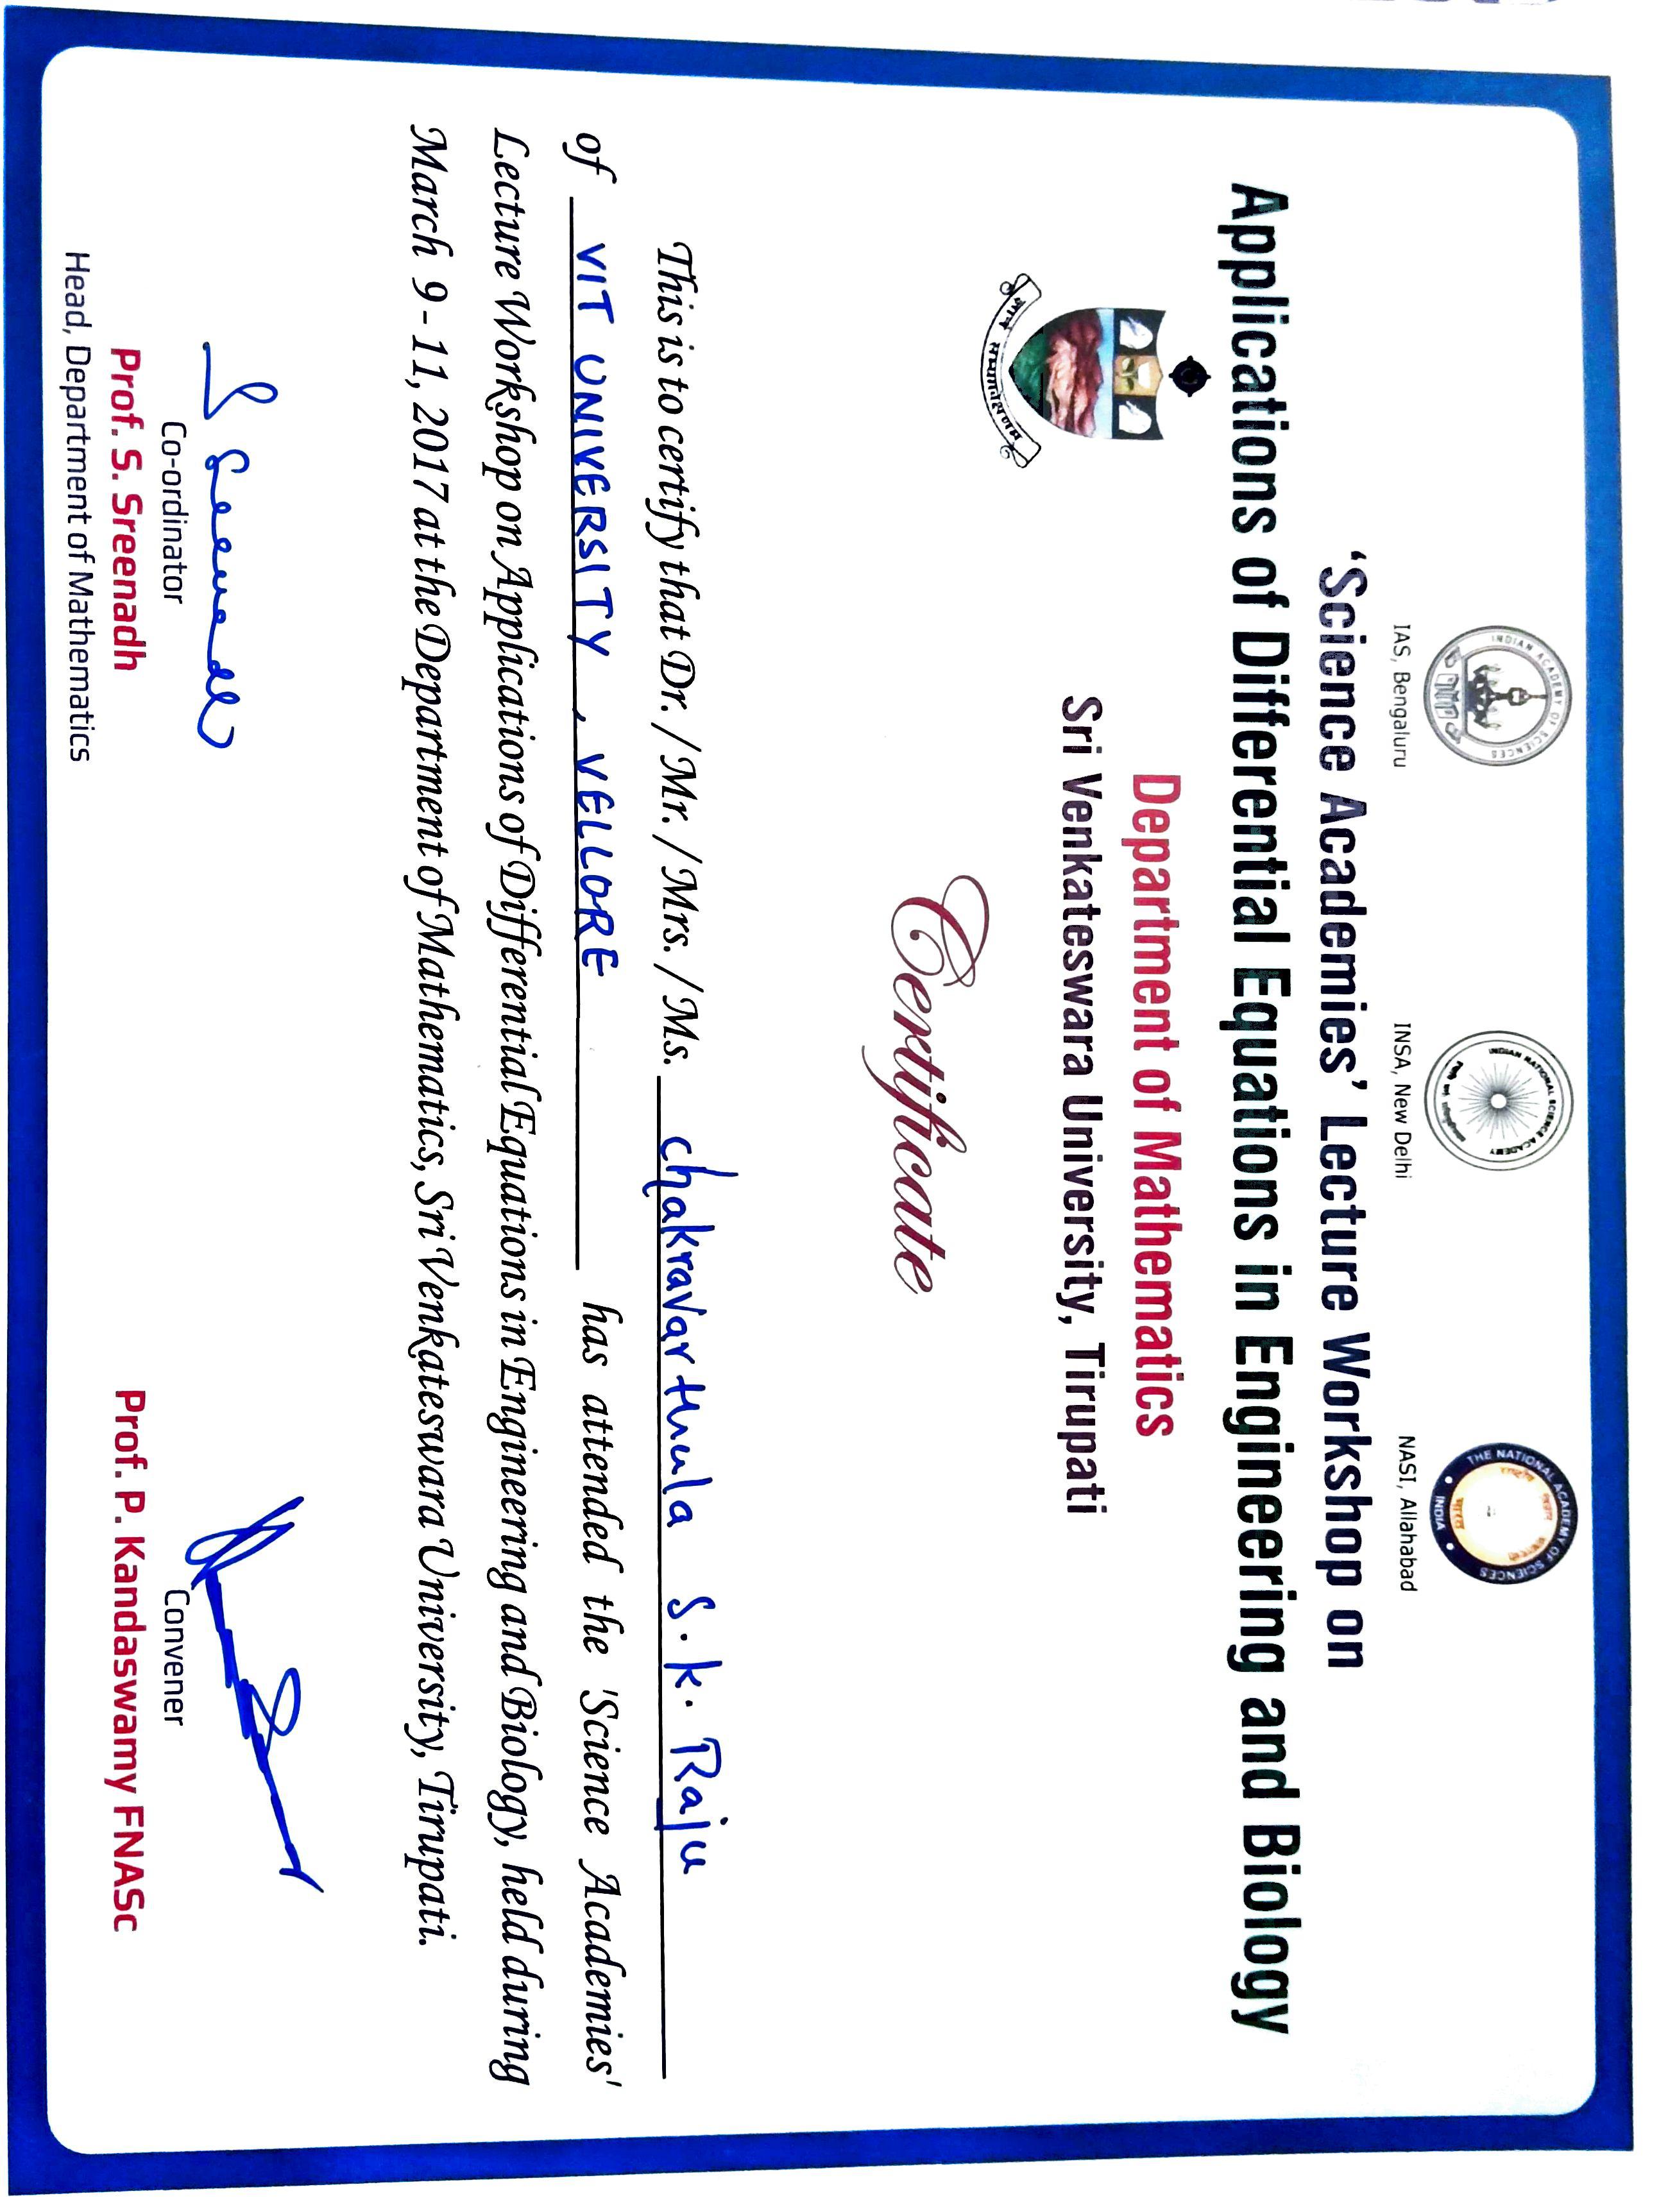 INDIAN ACADEMY OF SCIENCES
INDIAN NATIONAL SCIENCE ACADEMY
THE NATIONAL ACADEMY OF SCIENCES
भारत
INDIA
IAS, Bengaluru
INSA, New Delhi
NASI, Allahabad
‘Science Academies’ Lecture Workshop on
Applications of Differential Equations in Engineering and Biology
Department of Mathematics
Sri Venkateswara University, Tirupati
ज्ञानं सम्यगवेक्षणम्
Certificate
This is to certify that Dr. / Mr. / Mrs. / Ms. Chakravarthula S. K. Raju
of VIT UNIVERSITY, VELLORE has attended the 'Science Academies'
Lecture Workshop on Applications of Differential Equations in Engineering and Biology, held during
March 9 - 11, 2017 at the Department of Mathematics, Sri Venkateswara University, Tirupati.
S Sreenadh
Co-ordinator
Prof. S. Sreenadh
Head, Department of Mathematics
Convener
Prof. P. Kandaswamy FNASc